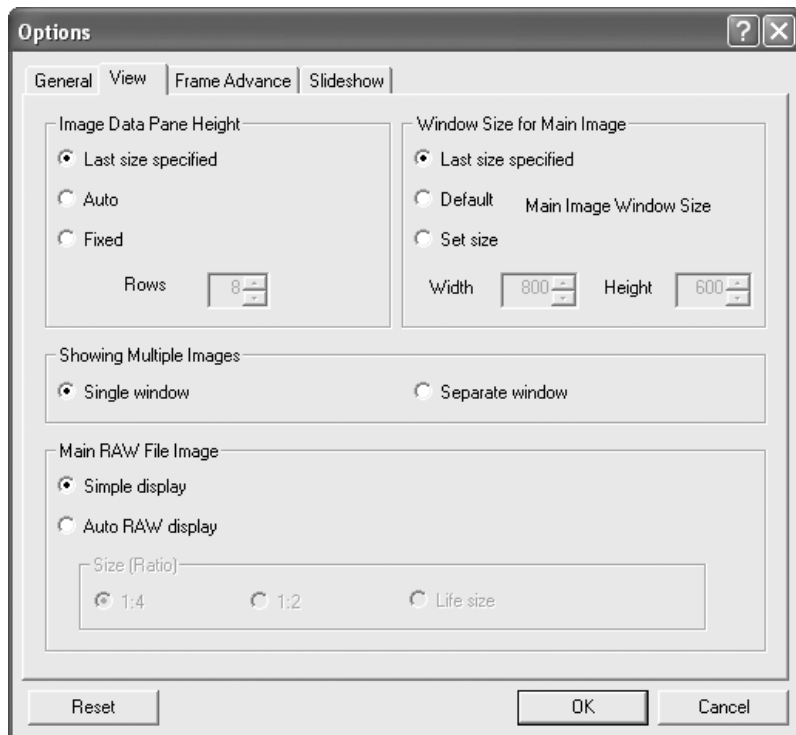 Options
General View Frame Advance Slideshow
Image Data Pane Height
Last size specified
Auto
Fixed
Rows 8
Window Size for Main Image
Last size specified
Default Main Image Window Size
Set size
Width 800 Height 600
Showing Multiple Images
Single window Separate window
Main RAW File Image
Simple display
Auto RAW display
Size (Ratio)
1:4 1:2 Life size
Reset OK Cancel